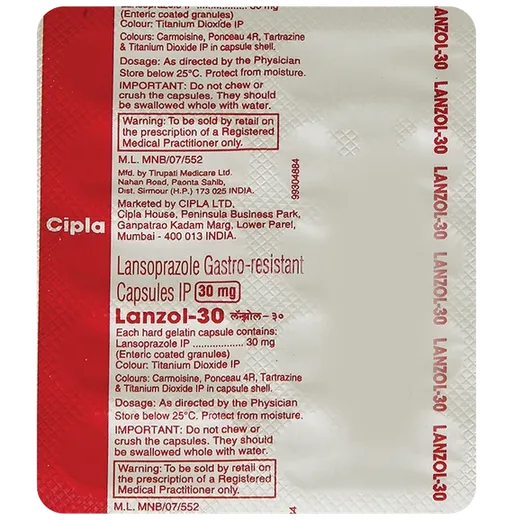 Lansoprazole IP ................... 30 mg
(Enteric coated granules)
Colour: Titanium Dioxide IP
Colours: Carmoisine, Ponceau 4R, Tartrazine
& Titanium Dioxide IP in capsule shell.
Dosage: As directed by the Physician
Store below 25°C. Protect from moisture.
IMPORTANT: Do not chew or
crush the capsules. They should
be swallowed whole with water.
Warning: To be sold by retail on
the prescription of a Registered
Medical Practitioner only.
M.L. MNB/07/552
Mfd. by Tirupati Medicare Ltd.
Nahan Road, Paonta Sahib,
Dist. Sirmour (H.P.) 173 025 INDIA.
99304884
Marketed by CIPLA LTD.
Cipla House, Peninsula Business Park,
Ganpatrao Kadam Marg, Lower Parel,
Mumbai - 400 013 INDIA.
Cipla
Lansoprazole Gastro-resistant
Capsules IP 30 mg
Lanzol-30 लॅन्झोल - ३०
Each hard gelatin capsule contains:
Lansoprazole IP ................... 30 mg
(Enteric coated granules)
Colour: Titanium Dioxide IP
Colours: Carmoisine, Ponceau 4R, Tartrazine
& Titanium Dioxide IP in capsule shell.
Dosage: As directed by the Physician
Store below 25°C. Protect from moisture.
IMPORTANT: Do not chew or
crush the capsules. They should
be swallowed whole with water.
Warning: To be sold by retail on
the prescription of a Registered
Medical Practitioner only.
M.L. MNB/07/552
84
LANZOL-30
LANZOL-30
LANZOL-30
LANZOL-30
LANZOL-30
LANZOL-30
LANZOL-30